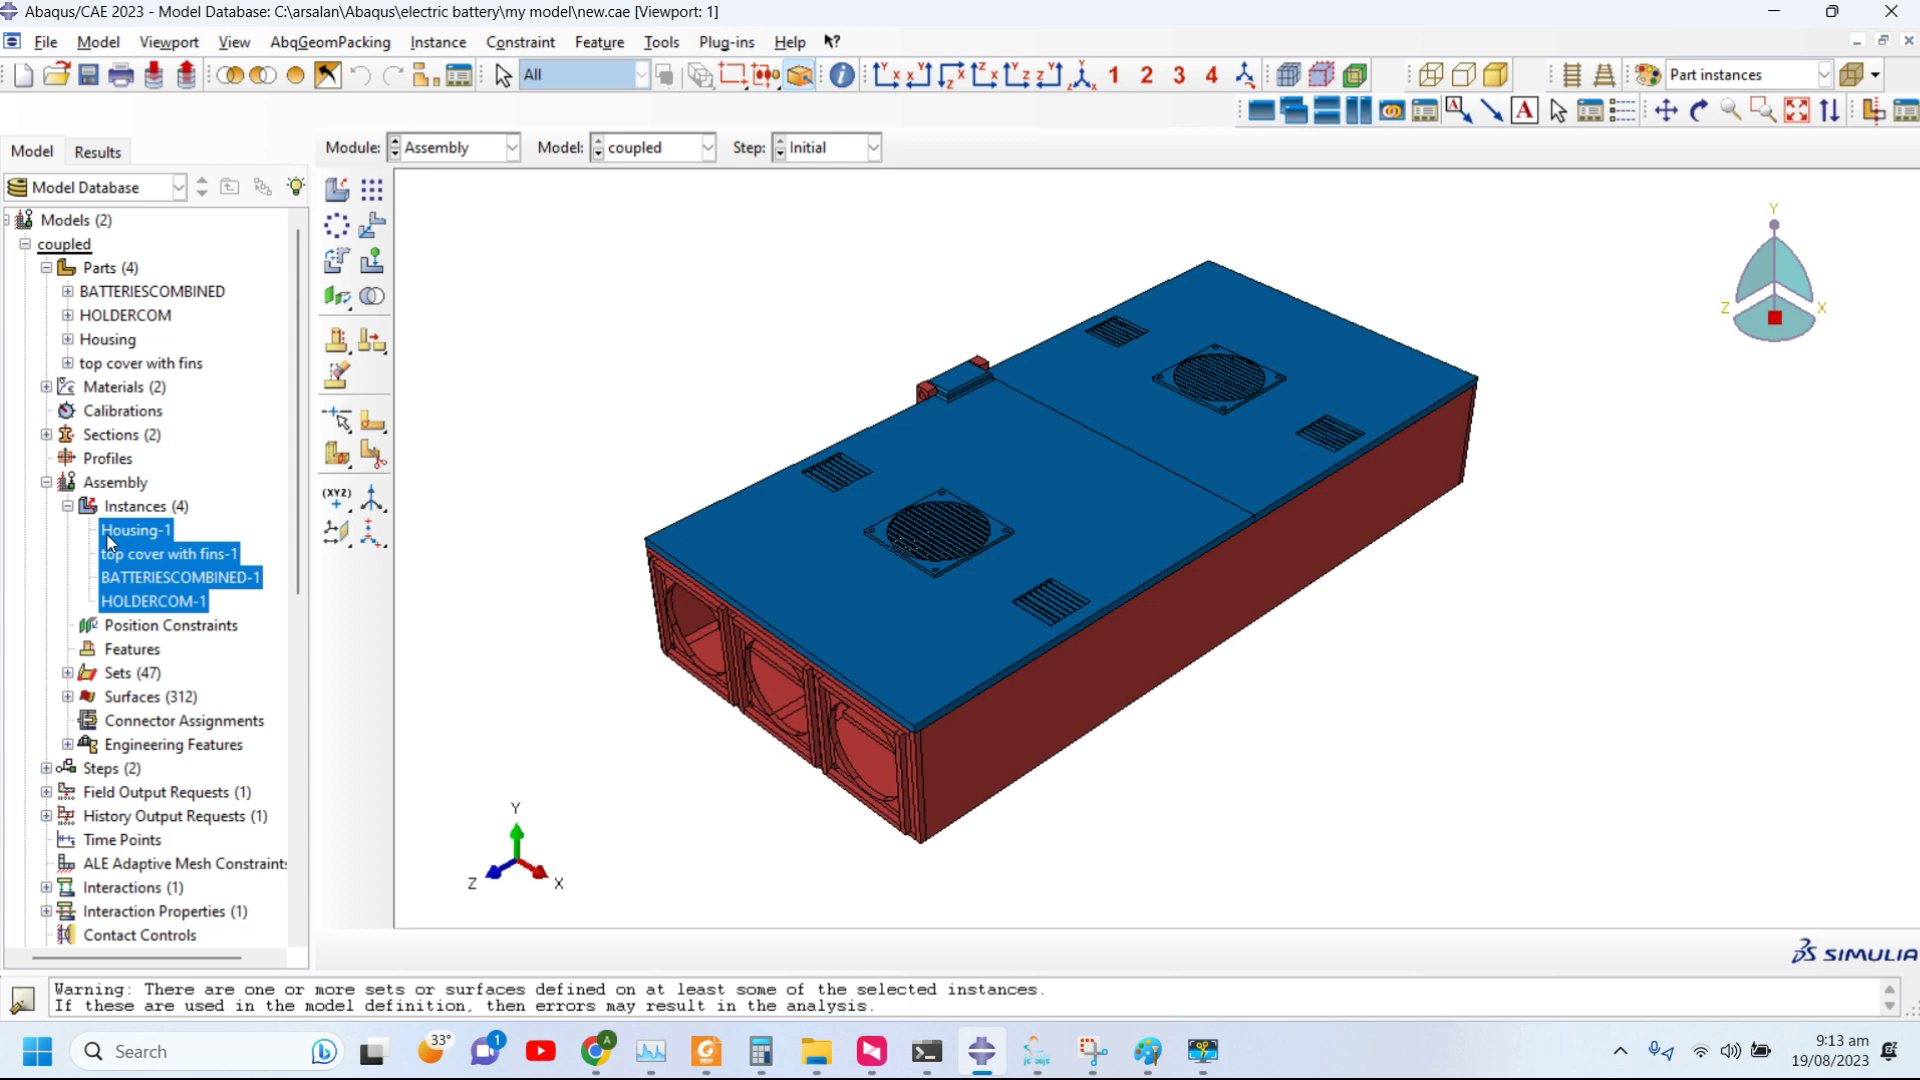 Abaqus/CAE 2023 - Model Database: C:\arsalan\Abaqus\electric battery\my model\new.cae [Viewport: 1]
File Model Viewport View AbqGeomPacking Instance Constraint Feature Tools Plug-ins Help
All
1 2 3 4
Part instances
Model Results
Module: Assembly Model: coupled Step: Initial
Model Database
Models (2)
coupled
Parts (4)
BATTERIESCOMBINED
HOLDERCOM
Housing
top cover with fins
Materials (2)
Calibrations
Sections (2)
Profiles
Assembly
Instances (4)
Housing-1
top cover with fins-1
BATTERIESCOMBINED-1
HOLDERCOM-1
Position Constraints
Features
Sets (47)
Surfaces (312)
Connector Assignments
Engineering Features
Steps (2)
Field Output Requests (1)
History Output Requests (1)
Time Points
ALE Adaptive Mesh Constraints
Interactions (1)
Interaction Properties (1)
Contact Controls
(XYZ)
Y
Z X
Y
Z X
SIMULIA
Warning: There are one or more sets or surfaces defined on at least some of the selected instances.
If these are used in the model definition, then errors may result in the analysis.
Search
33°
1
A
9:13 am
19/08/2023